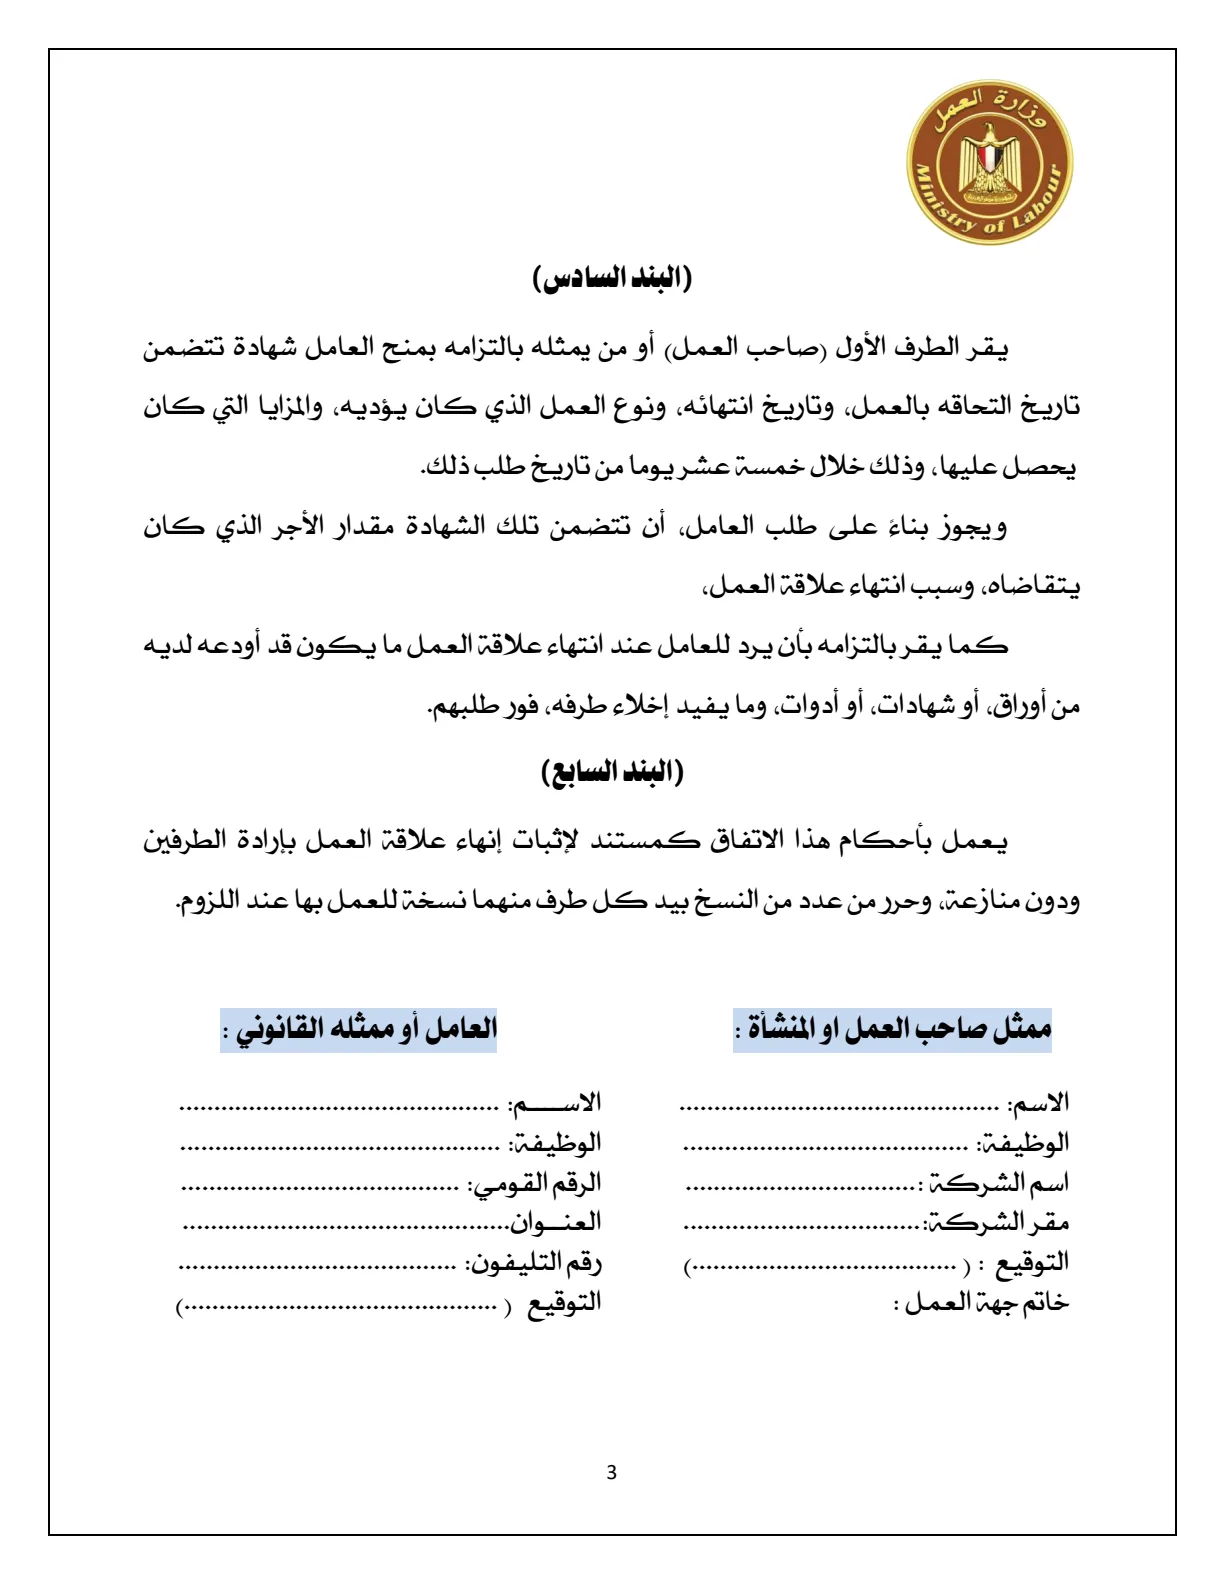 وزارة العمل
Ministry of Labour
(البند السادس)
يقر الطرف الأول (صاحب العمل) أو من يمثله بالتزامه بمنح العامل شهادة تتضمن
تاريخ التحاقه بالعمل، وتاريخ انتهائه، ونوع العمل الذي كان يؤديه، والمزايا التي كان
يحصل عليها، وذلك خلال خمسة عشر يوما من تاريخ طلب ذلك.
ويجوز بناءً على طلب العامل، أن تتضمن تلك الشهادة مقدار الأجر الذي كان
يتقاضاه، وسبب انتهاء علاقة العمل،
كما يقر بالتزامه بأن يرد للعامل عند انتهاء علاقة العمل ما يكون قد أودعه لديه
من أوراق، أو شهادات، أو أدوات، وما يفيد إخلاء طرفه، فور طلبهم.
(البند السابع)
يعمل بأحكام هذا الاتفاق كمستند لإثبات إنهاء علاقة العمل بإرادة الطرفين
ودون منازعة، وحرر من عدد من النسخ بيد كل طرف منهما نسخة للعمل بها عند اللزوم.
ممثل صاحب العمل او المنشأة :
الاسم: ..............................................
الوظيفة: .........................................
اسم الشركة :.................................
مقر الشركة:..................................
التوقيع : ( ......................................)
خاتم جهة العمل :
العامل أو ممثله القانوني :
الاســـم: ..............................................
الوظيفة: ..............................................
الرقم القومي: ........................................
العنـوان...............................................
رقم التليفون: ........................................
التوقيع ( .............................................)
3